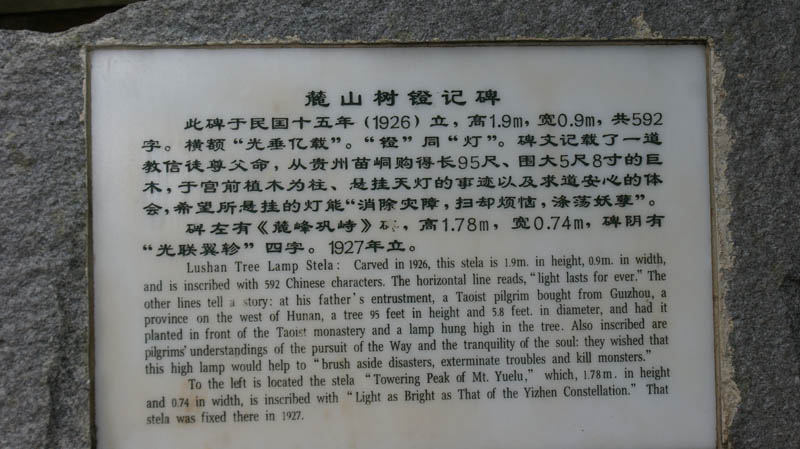 麓山树镫记碑
此碑于民国十五年（1926）立，高1.9m，宽0.9m，共592
字。横额“光垂亿载”。“镫”同“灯”。碑文记载了一道
教信徒尊父命，从贵州苗峒购得长95尺、围大5尺8寸的巨
木，于宫前植木为柱、悬挂天灯的事迹以及求道安心的体
会，希望所悬挂的灯能“消除灾障，扫却烦恼，涤荡妖孽”。
碑左有《麓峰巩峙》碑，高1.78m，宽0.74m，碑阴有
“光联翼轸”四字。1927年立。
Lushan Tree Lamp Stela: Carved in 1926, this stela is 1.9m. in height, 0.9m. in width,
and is inscribed with 592 Chinese characters. The horizontal line reads, “light lasts for ever.” The
other lines tell a story: at his father’s entrustment, a Taoist pilgrim bought from Guizhou, a
province on the west of Hunan, a tree 95 feet in height and 5.8 feet. in diameter, and had it
planted in front of the Taoist monastery and a lamp hung high in the tree. Also inscribed are
pilgrims’ understandings of the pursuit of the Way and the tranquility of the soul: they wished that
this high lamp would help to “brush aside disasters, exterminate troubles and kill monsters.”
To the left is located the stela “Towering Peak of Mt. Yuelu,” which, 1.78m. in height
and 0.74 in width, is inscribed with “Light as Bright as That of the Yizhen Constellation.” That
stela was fixed there in 1927.